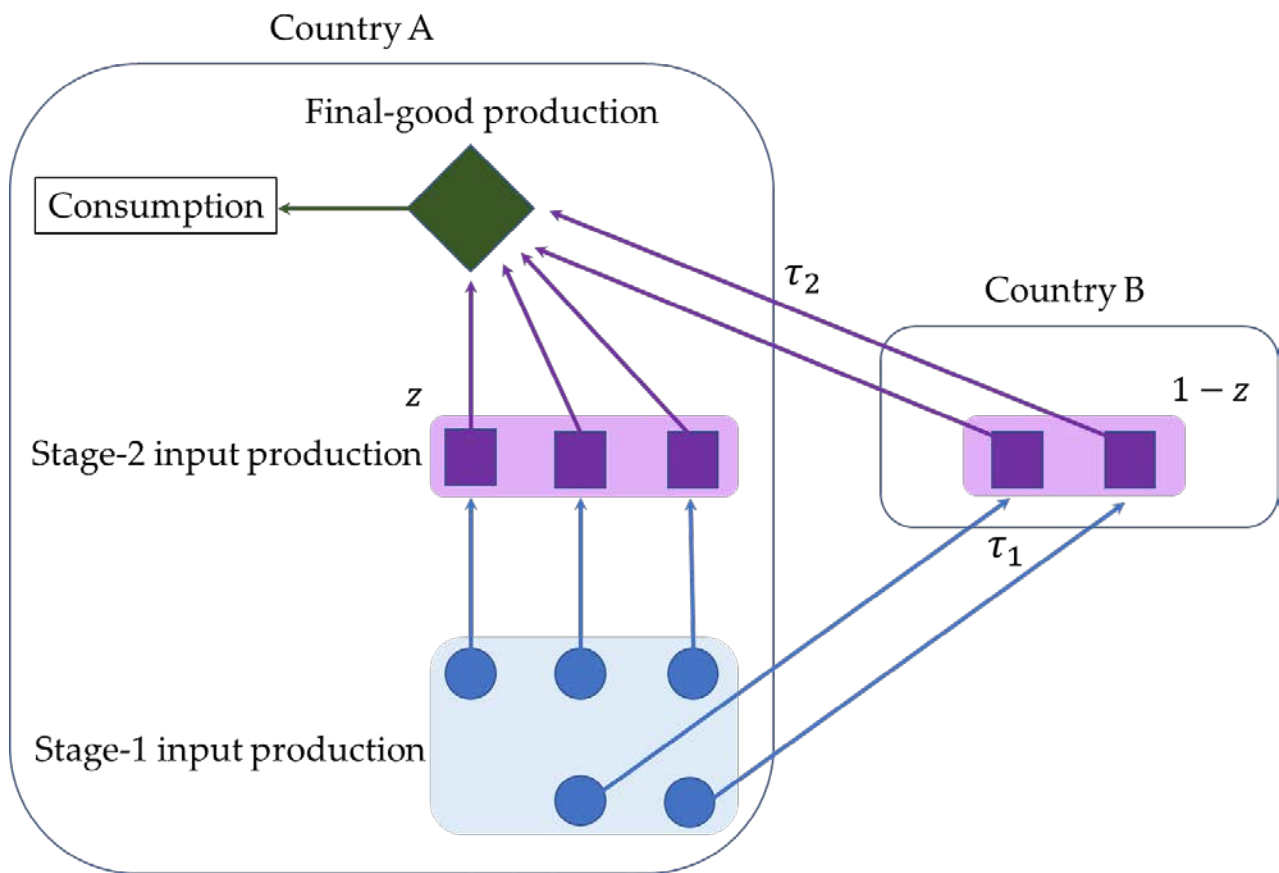 Country A
Final-good production
Consumption
τ₂
Country B
z
1 − z
Stage-2 input production
τ₁
Stage-1 input production